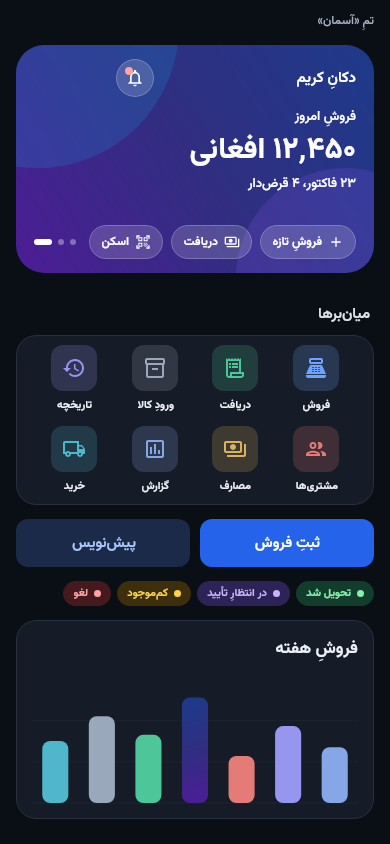 تمِ «آسمان»
دکانِ کریم
فروشِ امروز
۱۲,۴۵۰ افغانی
۲۳ فاکتور، ۴ قرض‌دار
فروشِ تازه
دریافت
اسکن
میان‌برها
فروش
دریافت
ورودِ کالا
تاریخچه
مشتری‌ها
مصارف
گزارش
خرید
ثبتِ فروش
پیش‌نویس
تحویل شد
در انتظارِ تأیید
کم‌موجود
لغو
فروشِ هفته